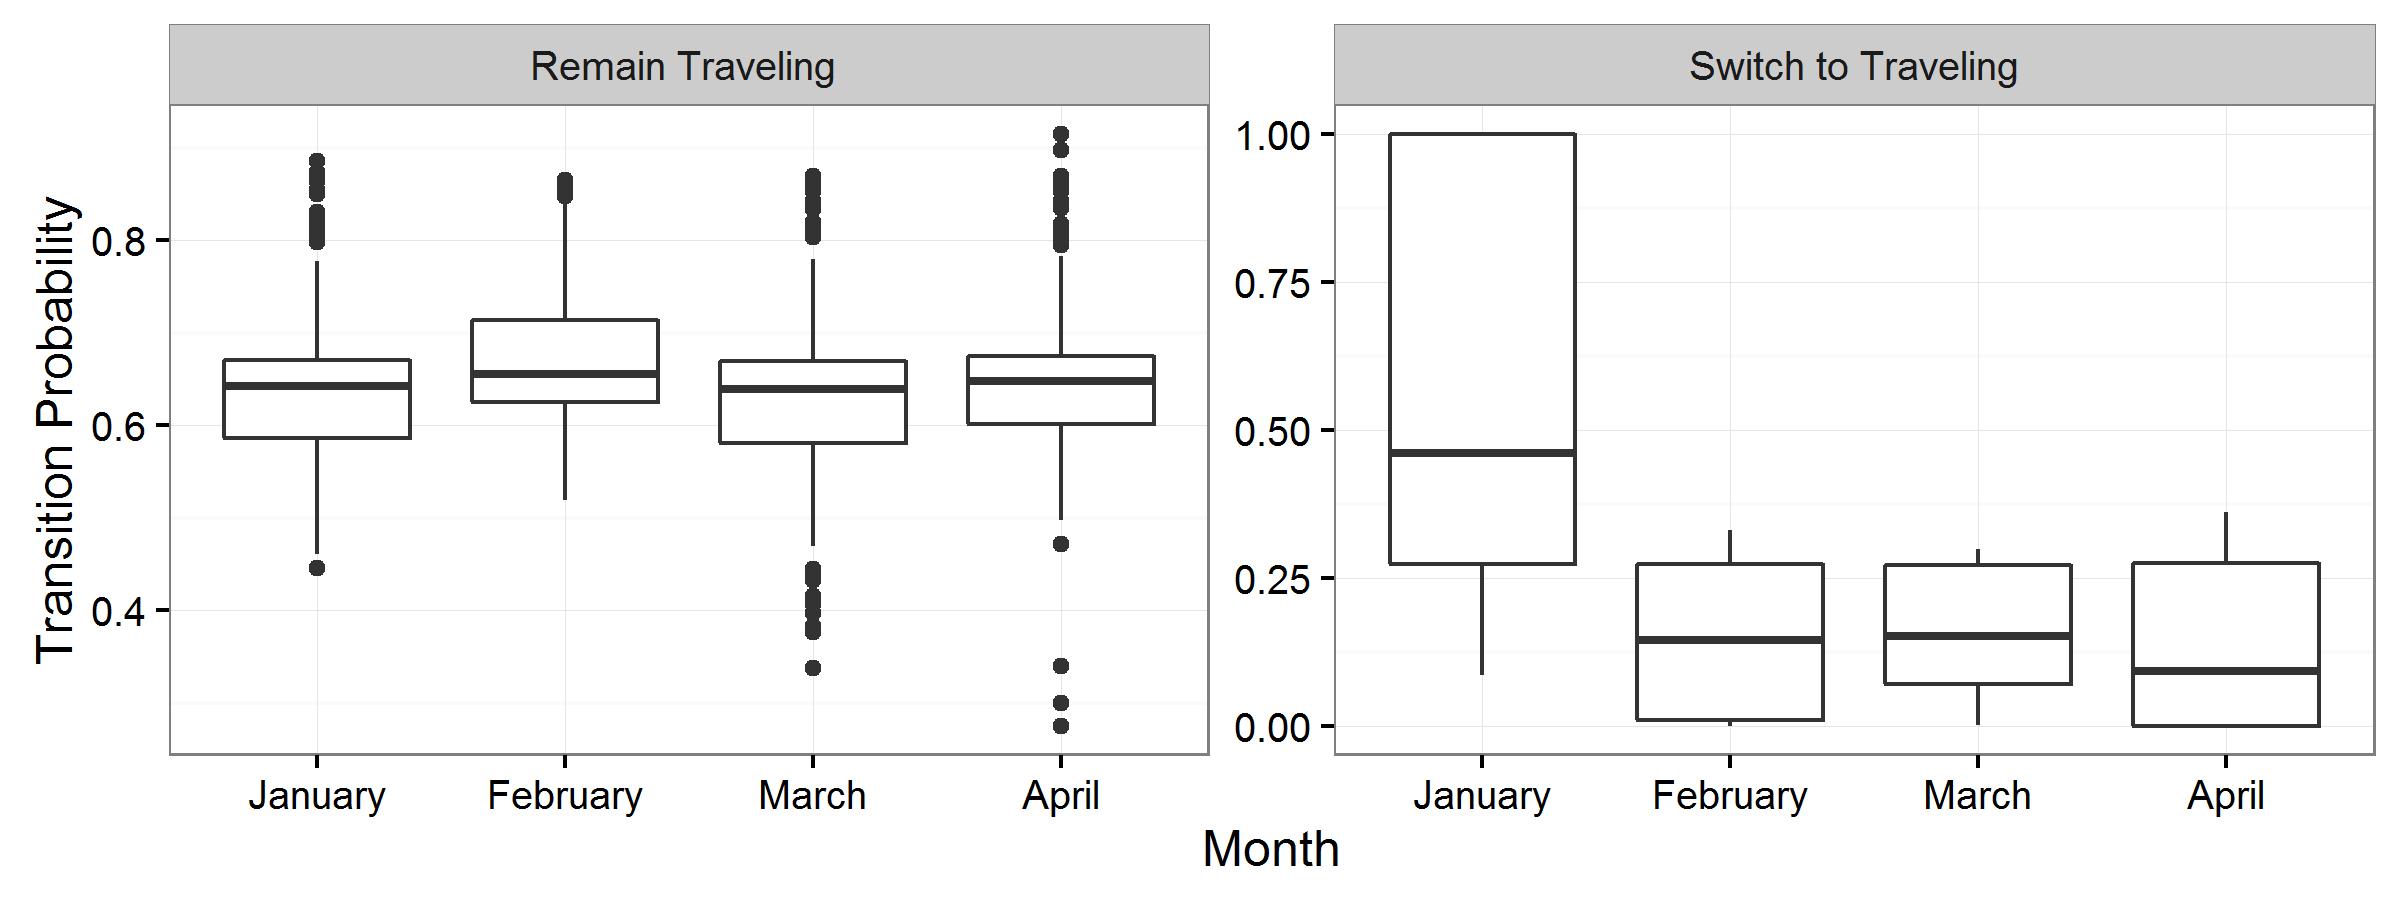 Remain Traveling
Switch to Traveling
Transition Probability
0.8
0.6
0.4
1.00
0.75
0.50
0.25
0.00
January February March April
January February March April
Month